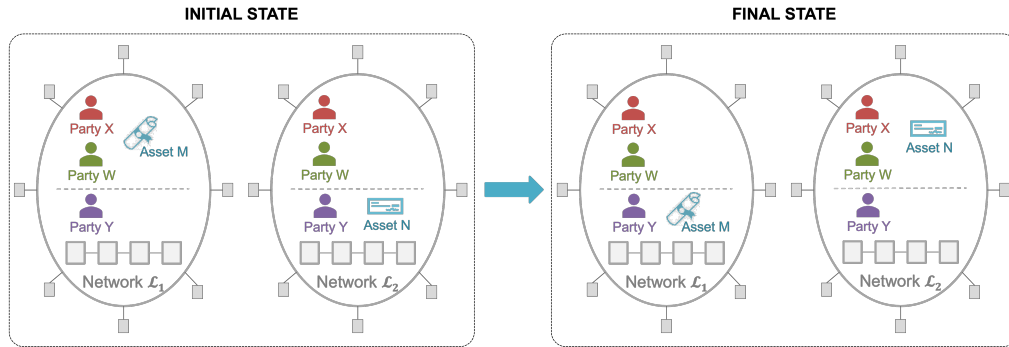 INITIAL STATE
Party X
Asset M
Party W
Party Y
Network ℒ₁
Party X
Party W
Party Y
Asset N
Network ℒ₂
FINAL STATE
Party X
Party W
Party Y
Asset M
Network ℒ₁
Party X
Asset N
Party W
Party Y
Network ℒ₂